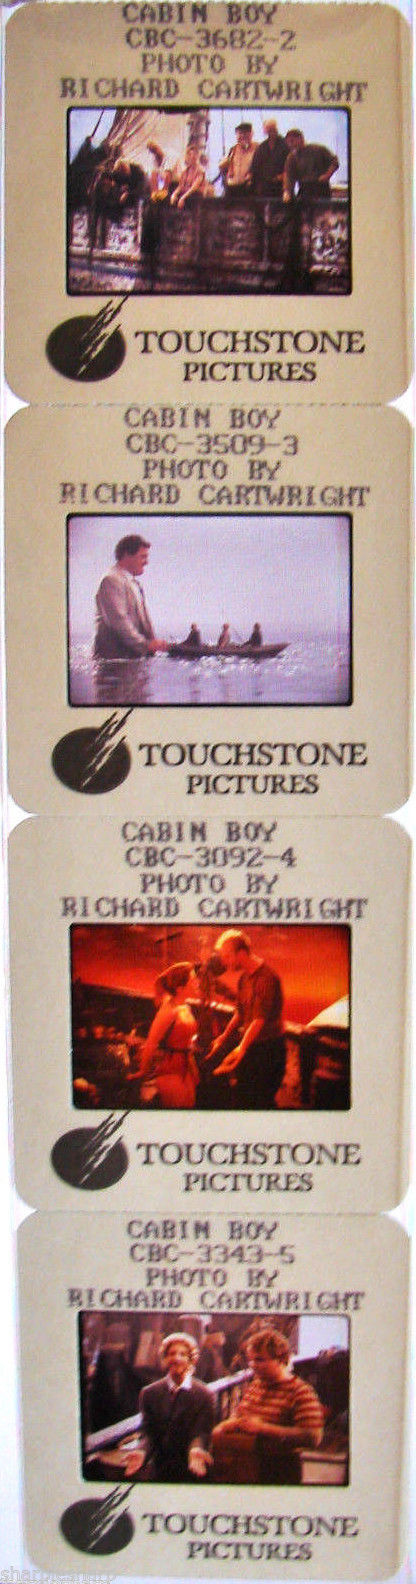 CABIN BOY
CBC-3682-2
PHOTO BY
RICHARD CARTWRIGHT
TOUCHSTONE
PICTURES
CABIN BOY
CBC-3509-3
PHOTO BY
RICHARD CARTWRIGHT
TOUCHSTONE
PICTURES
CABIN BOY
CBC-3092-4
PHOTO BY
RICHARD CARTWRIGHT
TOUCHSTONE
PICTURES
CABIN BOY
CBC-3343-5
PHOTO BY
RICHARD CARTWRIGHT
TOUCHSTONE
PICTURES